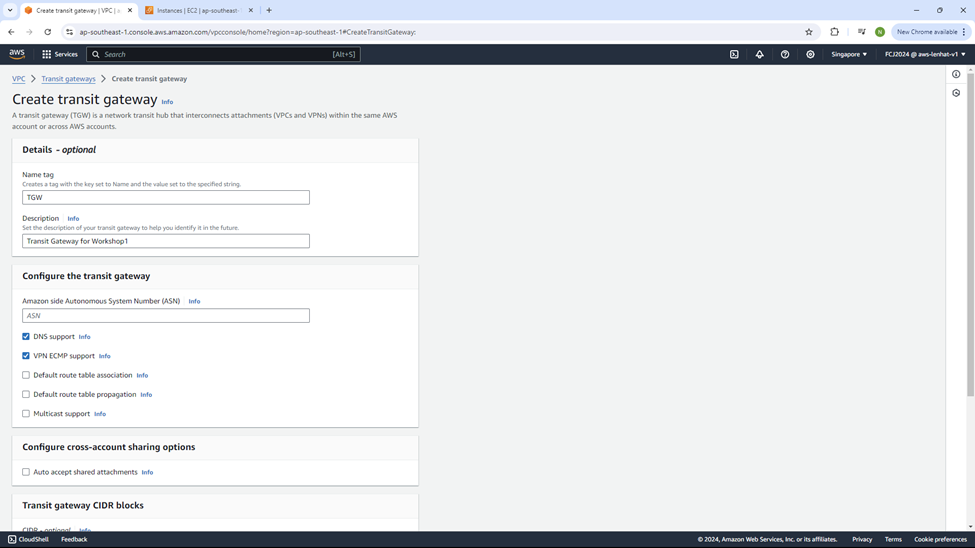 Create transit gateway | VPC | a
Instances | EC2 | ap-southeast-
ap-southeast-1.console.aws.amazon.com/vpcconsole/home?region=ap-southeast-1#CreateTransitGateway:
N
New Chrome available
aws
Services
Search
[Alt+S]
Singapore
FCJ2024 @ aws-lenhat-v1
VPC > Transit gateways > Create transit gateway
Create transit gateway Info
A transit gateway (TGW) is a network transit hub that interconnects attachments (VPCs and VPNs) within the same AWS
account or across AWS accounts.
Details - optional
Name tag
Creates a tag with the key set to Name and the value set to the specified string.
TGW
Description Info
Set the description of your transit gateway to help you identify it in the future.
Transit Gateway for Workshop1
Configure the transit gateway
Amazon side Autonomous System Number (ASN) Info
ASN
DNS support Info
VPN ECMP support Info
Default route table association Info
Default route table propagation Info
Multicast support Info
Configure cross-account sharing options
Auto accept shared attachments Info
Transit gateway CIDR blocks
CIDR - optional Info
CloudShell Feedback
© 2024, Amazon Web Services, Inc. or its affiliates. Privacy Terms Cookie preferences